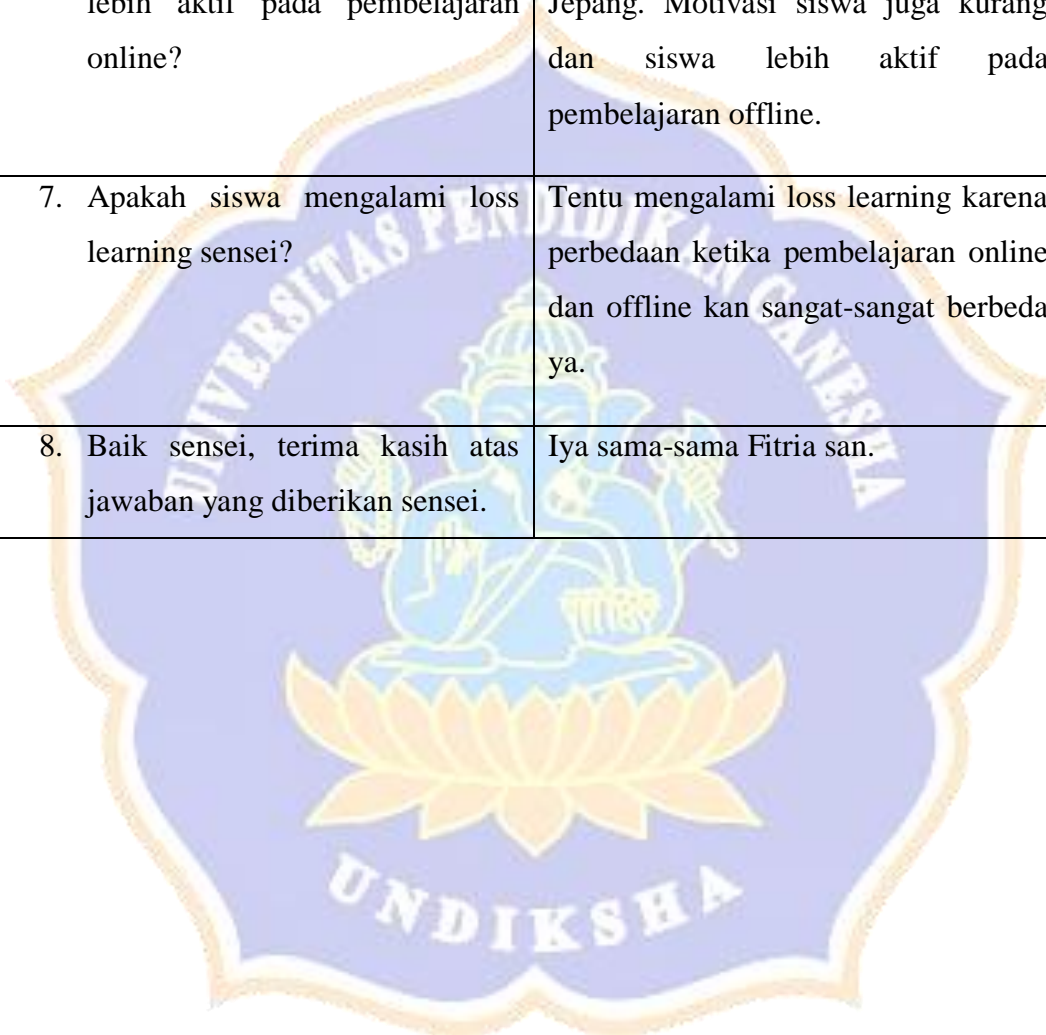 lebih aktif pada pembelajaran
online?
Jepang. Motivasi siswa juga kurang
dan siswa lebih aktif pada
pembelajaran offline.
7. Apakah siswa mengalami loss
learning sensei?
Tentu mengalami loss learning karena
perbedaan ketika pembelajaran online
dan offline kan sangat-sangat berbeda
ya.
8. Baik sensei, terima kasih atas
jawaban yang diberikan sensei.
Iya sama-sama Fitria san.
UNIVERSITAS PENDIDIKAN GANESHA
UNDIKSHA